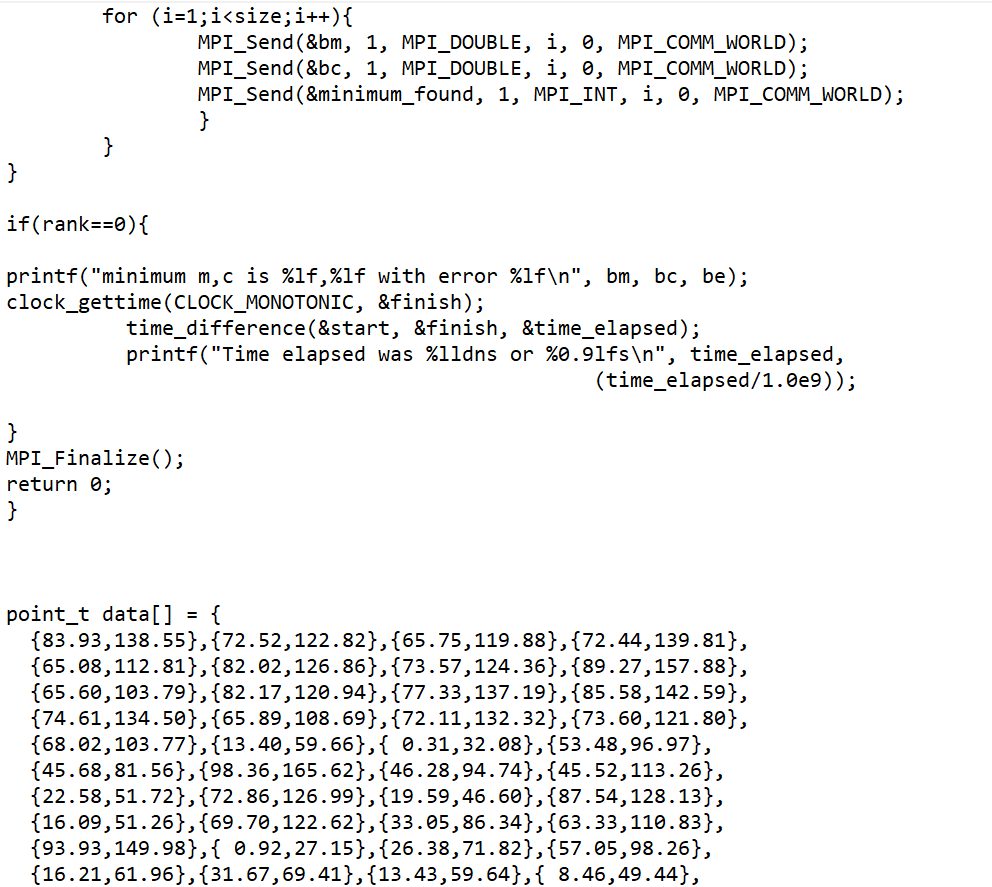 for (i=1;i<size;i++){
MPI_Send(&bm, 1, MPI_DOUBLE, i, 0, MPI_COMM_WORLD);
MPI_Send(&bc, 1, MPI_DOUBLE, i, 0, MPI_COMM_WORLD);
MPI_Send(&minimum_found, 1, MPI_INT, i, 0, MPI_COMM_WORLD);
}
}
}
if(rank==0){
printf("minimum m,c is %lf,%lf with error %lf\n", bm, bc, be);
clock_gettime(CLOCK_MONOTONIC, &finish);
time_difference(&start, &finish, &time_elapsed);
printf("Time elapsed was %lldns or %0.9lfs\n", time_elapsed,
(time_elapsed/1.0e9));
}
MPI_Finalize();
return 0;
}
point_t data[] = {
{83.93,138.55},{72.52,122.82},{65.75,119.88},{72.44,139.81},
{65.08,112.81},{82.02,126.86},{73.57,124.36},{89.27,157.88},
{65.60,103.79},{82.17,120.94},{77.33,137.19},{85.58,142.59},
{74.61,134.50},{65.89,108.69},{72.11,132.32},{73.60,121.80},
{68.02,103.77},{13.40,59.66},{ 0.31,32.08},{53.48,96.97},
{45.68,81.56},{98.36,165.62},{46.28,94.74},{45.52,113.26},
{22.58,51.72},{72.86,126.99},{19.59,46.60},{87.54,128.13},
{16.09,51.26},{69.70,122.62},{33.05,86.34},{63.33,110.83},
{93.93,149.98},{ 0.92,27.15},{26.38,71.82},{57.05,98.26},
{16.21,61.96},{31.67,69.41},{13.43,59.64},{ 8.46,49.44},